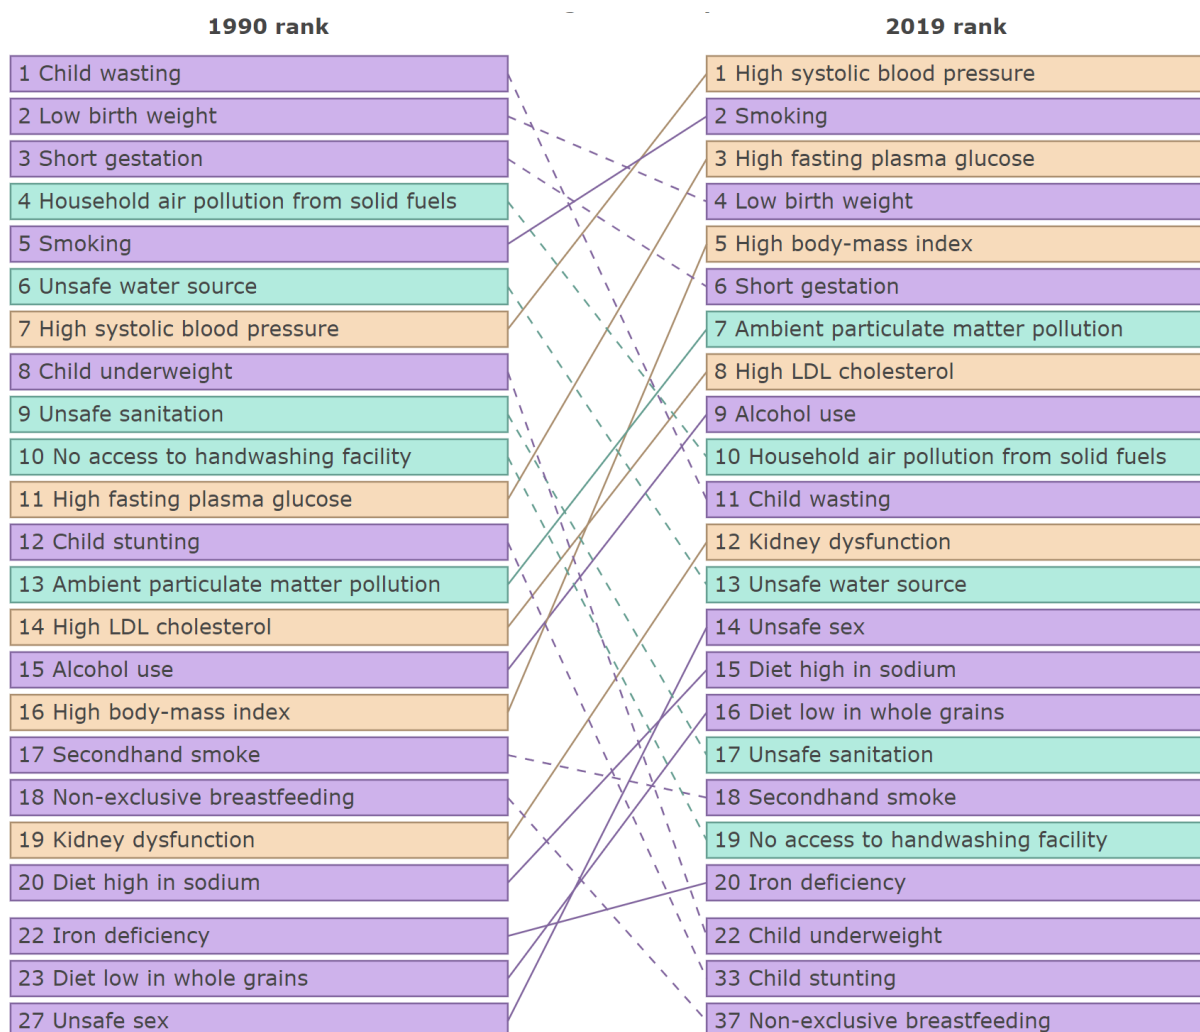 1990 rank
1 Child wasting
2 Low birth weight
3 Short gestation
4 Household air pollution from solid fuels
5 Smoking
6 Unsafe water source
7 High systolic blood pressure
8 Child underweight
9 Unsafe sanitation
10 No access to handwashing facility
11 High fasting plasma glucose
12 Child stunting
13 Ambient particulate matter pollution
14 High LDL cholesterol
15 Alcohol use
16 High body-mass index
17 Secondhand smoke
18 Non-exclusive breastfeeding
19 Kidney dysfunction
20 Diet high in sodium
22 Iron deficiency
23 Diet low in whole grains
27 Unsafe sex
2019 rank
1 High systolic blood pressure
2 Smoking
3 High fasting plasma glucose
4 Low birth weight
5 High body-mass index
6 Short gestation
7 Ambient particulate matter pollution
8 High LDL cholesterol
9 Alcohol use
10 Household air pollution from solid fuels
11 Child wasting
12 Kidney dysfunction
13 Unsafe water source
14 Unsafe sex
15 Diet high in sodium
16 Diet low in whole grains
17 Unsafe sanitation
18 Secondhand smoke
19 No access to handwashing facility
20 Iron deficiency
22 Child underweight
33 Child stunting
37 Non-exclusive breastfeeding